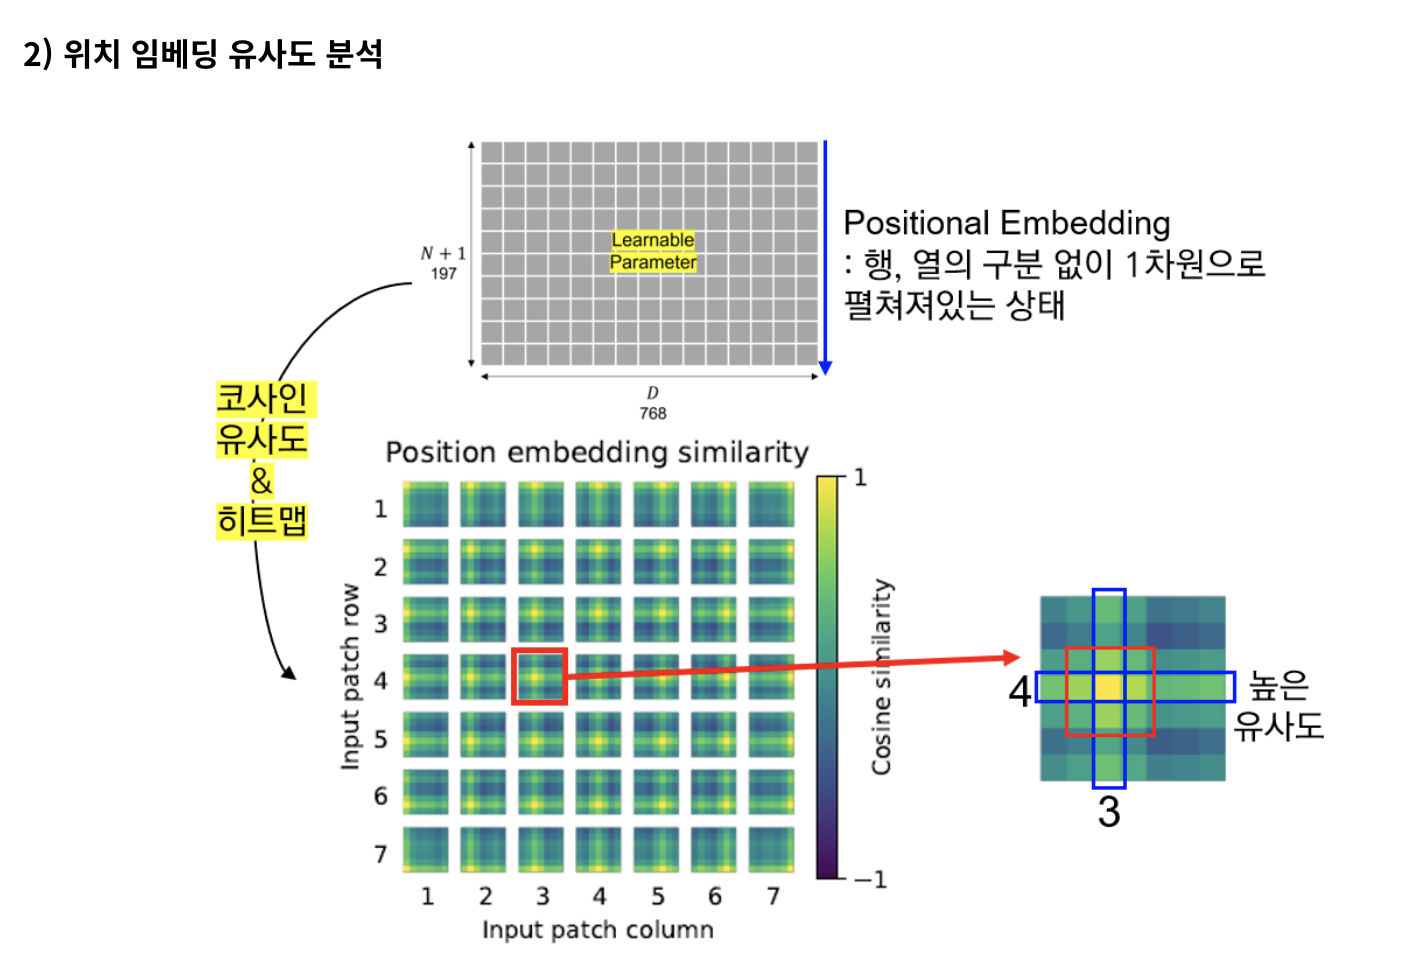 2) 위치 임베딩 유사도 분석
N + 1
197
Learnable
Parameter
D
768
Positional Embedding
: 행, 열의 구분 없이 1차원으로
펼쳐져있는 상태
코사인
유사도
&
히트맵
Position embedding similarity
Input patch row
1
2
3
4
5
6
7
1 2 3 4 5 6 7
Input patch column
1
−1
Cosine similarity
4
3
높은
유사도